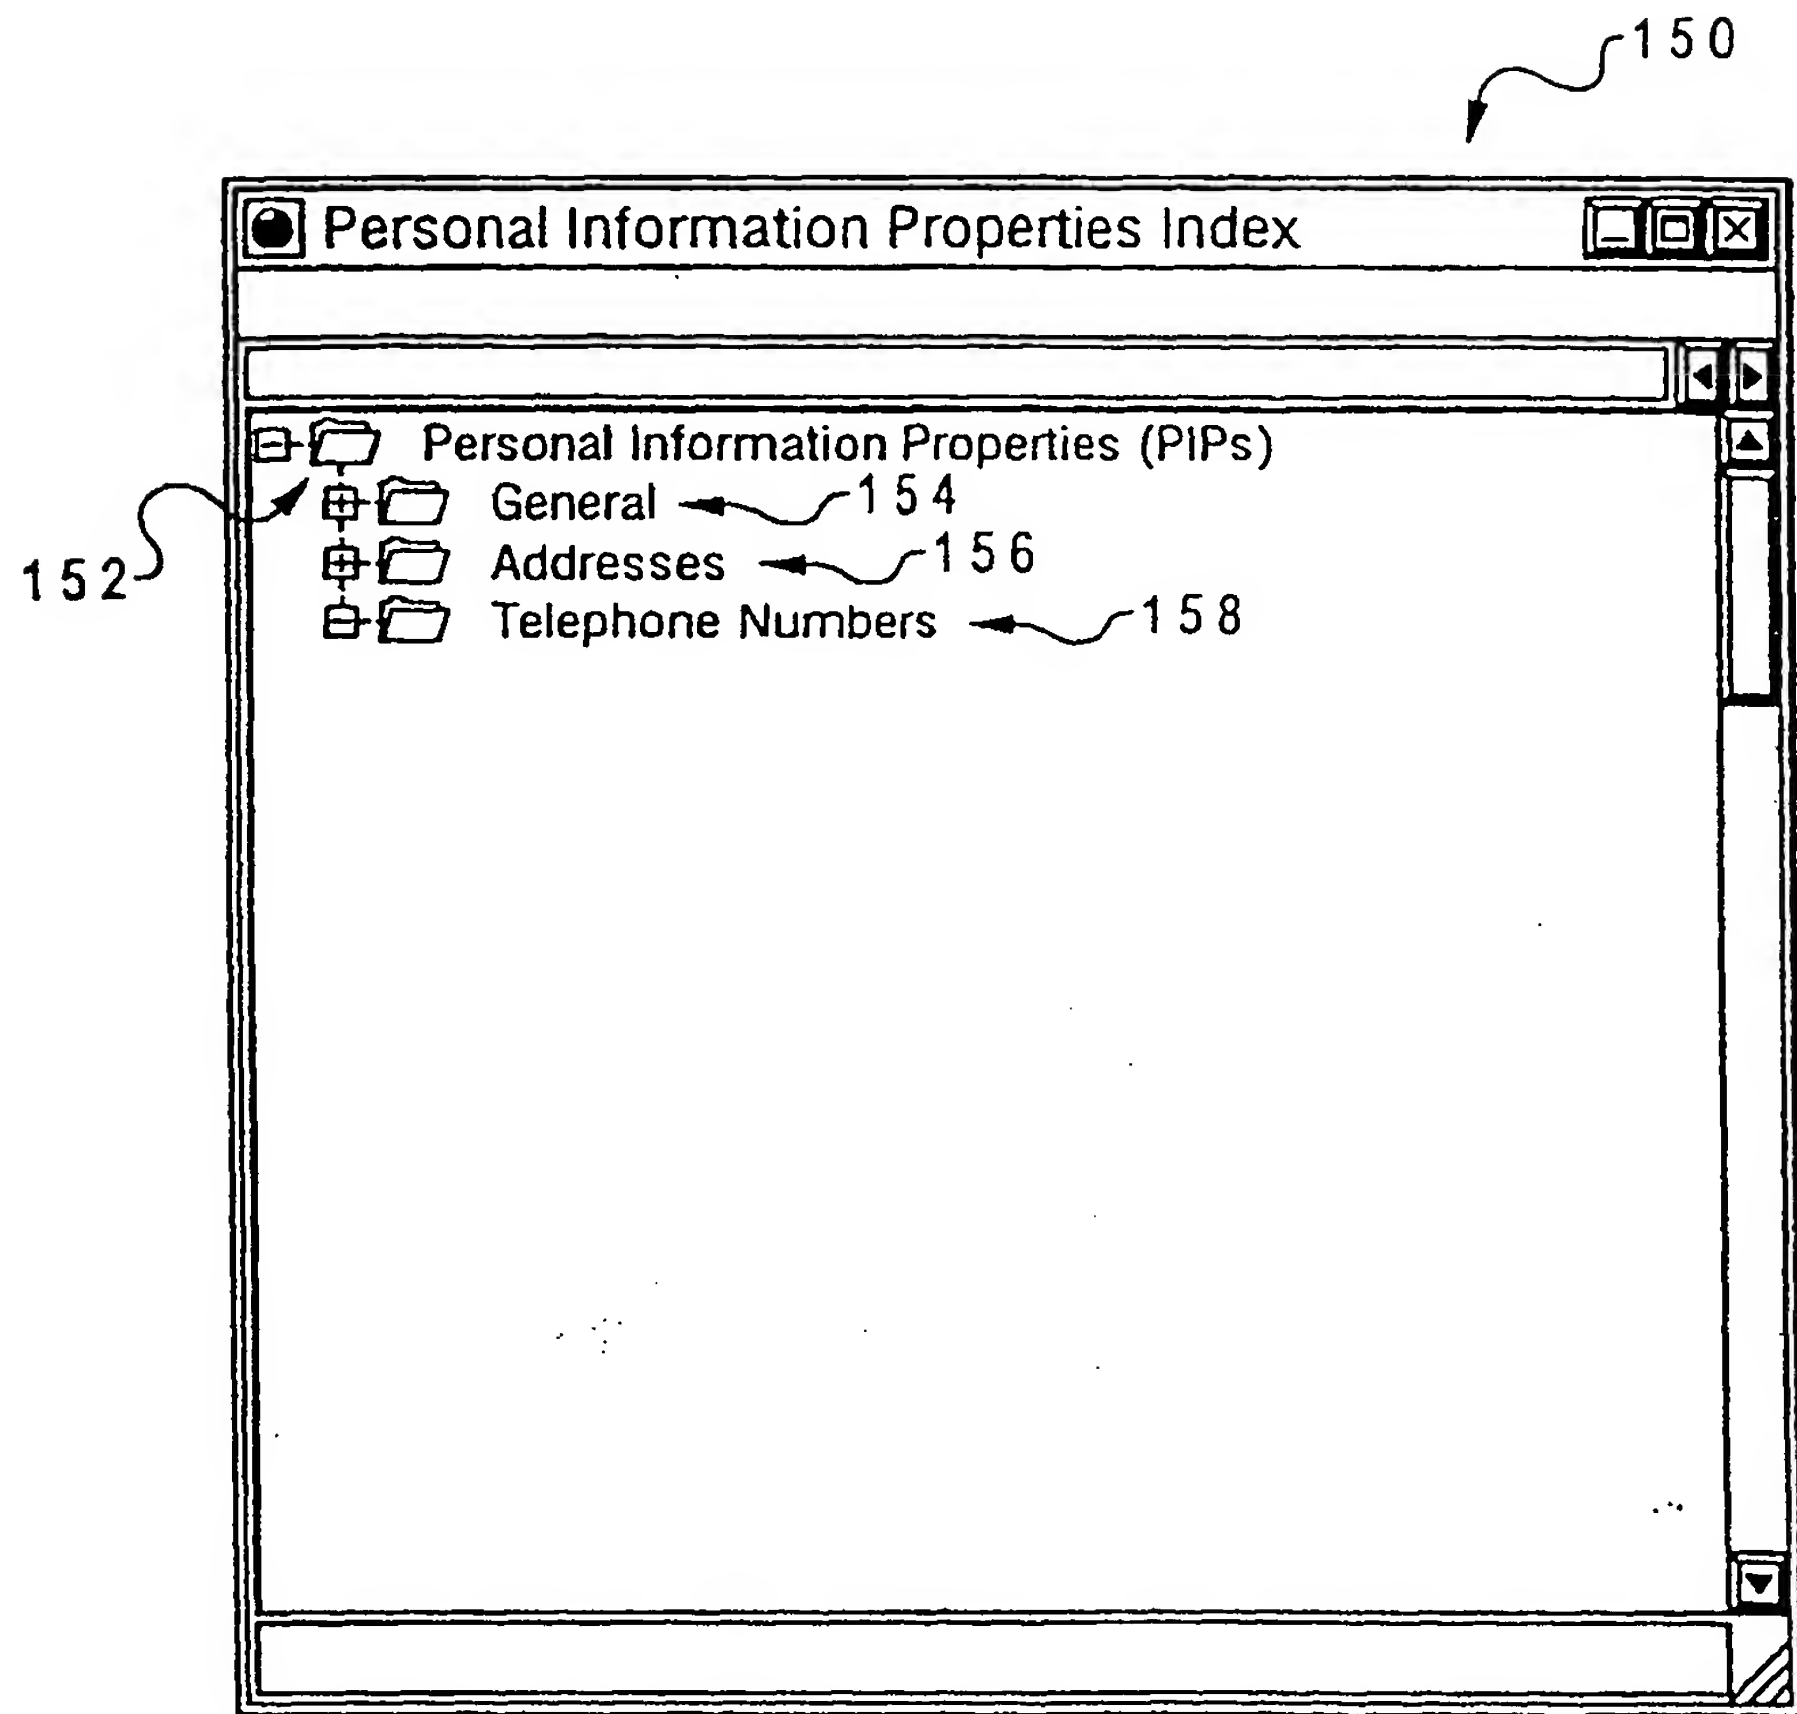 150
Personal Information Properties Index
Personal Information Properties (PIPs)
General 154
152
Addresses 156
Telephone Numbers 158